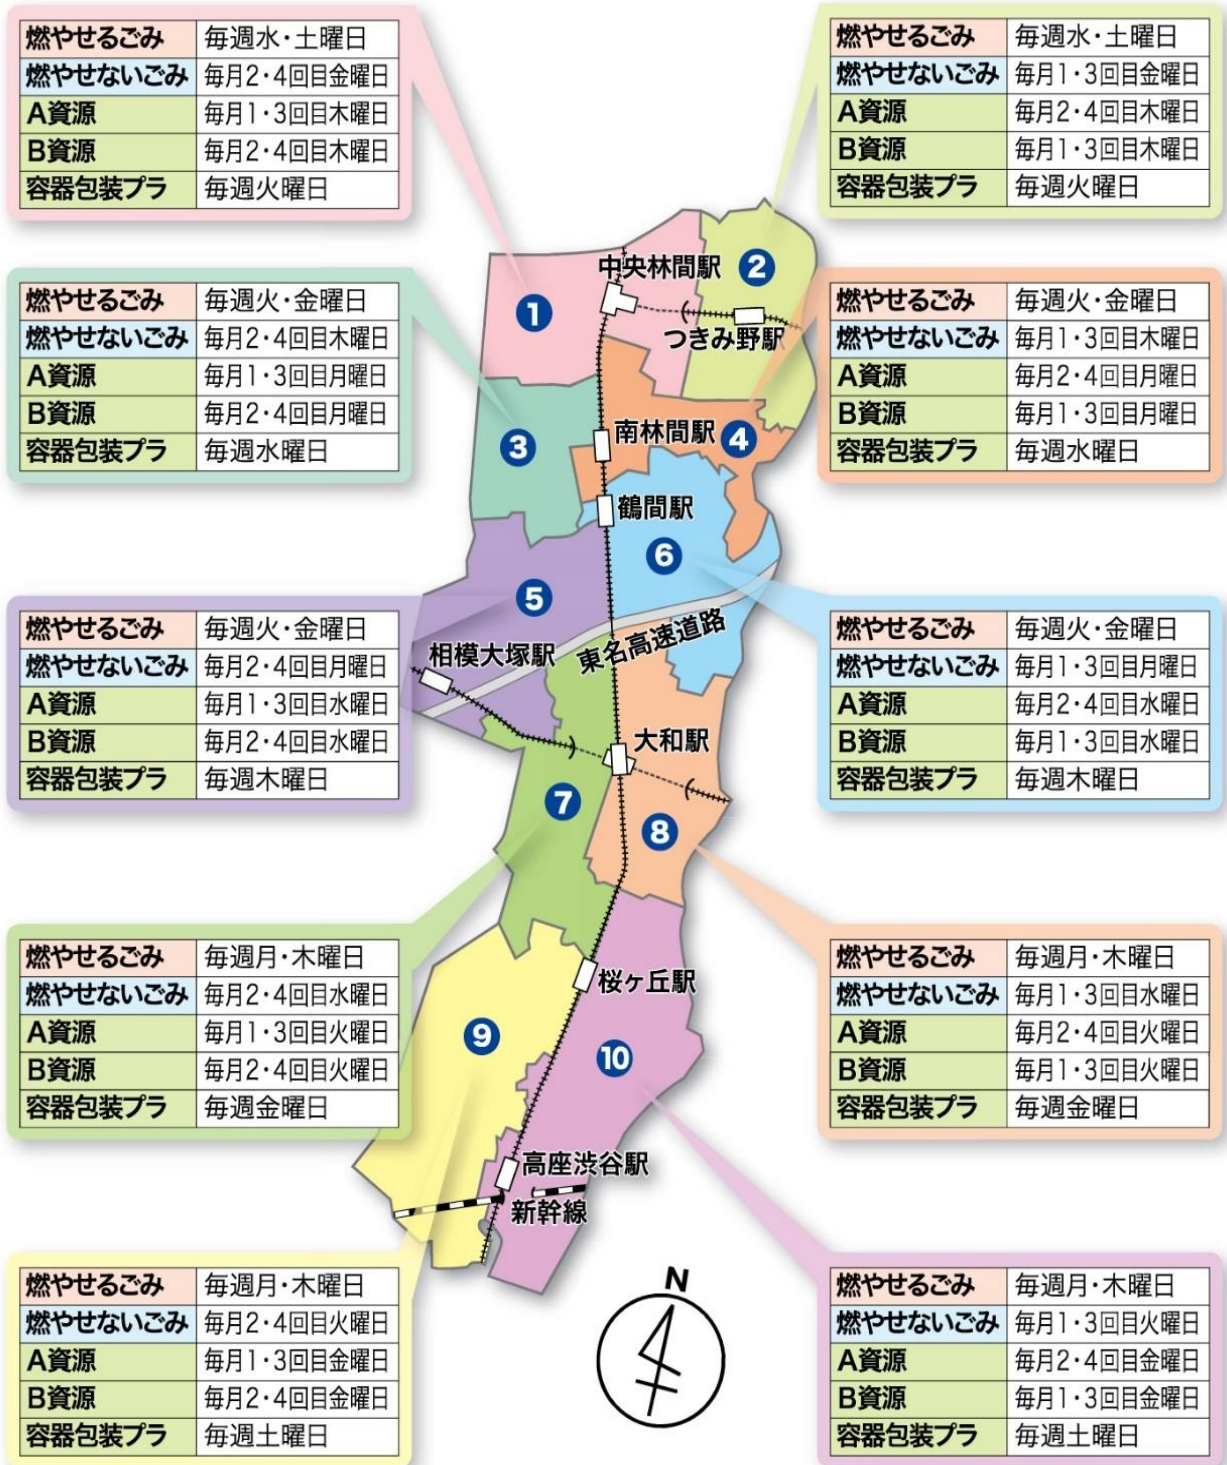 燃やせるごみ 毎週水・土曜日
燃やせないごみ 毎月2・4回目金曜日
A資源 毎月1・3回目木曜日
B資源 毎月2・4回目木曜日
容器包装プラ 毎週火曜日
燃やせるごみ 毎週水・土曜日
燃やせないごみ 毎月1・3回目金曜日
A資源 毎月2・4回目木曜日
B資源 毎月1・3回目木曜日
容器包装プラ 毎週火曜日
燃やせるごみ 毎週火・金曜日
燃やせないごみ 毎月2・4回目木曜日
A資源 毎月1・3回目月曜日
B資源 毎月2・4回目月曜日
容器包装プラ 毎週水曜日
燃やせるごみ 毎週火・金曜日
燃やせないごみ 毎月1・3回目木曜日
A資源 毎月2・4回目月曜日
B資源 毎月1・3回目月曜日
容器包装プラ 毎週水曜日
燃やせるごみ 毎週火・金曜日
燃やせないごみ 毎月2・4回目月曜日
A資源 毎月1・3回目水曜日
B資源 毎月2・4回目水曜日
容器包装プラ 毎週木曜日
燃やせるごみ 毎週火・金曜日
燃やせないごみ 毎月1・3回目月曜日
A資源 毎月2・4回目水曜日
B資源 毎月1・3回目水曜日
容器包装プラ 毎週木曜日
燃やせるごみ 毎週月・木曜日
燃やせないごみ 毎月2・4回目水曜日
A資源 毎月1・3回目火曜日
B資源 毎月2・4回目火曜日
容器包装プラ 毎週金曜日
燃やせるごみ 毎週月・木曜日
燃やせないごみ 毎月1・3回目水曜日
A資源 毎月2・4回目火曜日
B資源 毎月1・3回目火曜日
容器包装プラ 毎週金曜日
燃やせるごみ 毎週月・木曜日
燃やせないごみ 毎月2・4回目火曜日
A資源 毎月1・3回目金曜日
B資源 毎月2・4回目金曜日
容器包装プラ 毎週土曜日
燃やせるごみ 毎週月・木曜日
燃やせないごみ 毎月1・3回目火曜日
A資源 毎月2・4回目金曜日
B資源 毎月1・3回目金曜日
容器包装プラ 毎週土曜日
中央林間駅
2
1
つきみ野駅
南林間駅
4
3
鶴間駅
6
5
東名高速道路
相模大塚駅
大和駅
7
8
桜ヶ丘駅
9
10
高座渋谷駅
新幹線
N